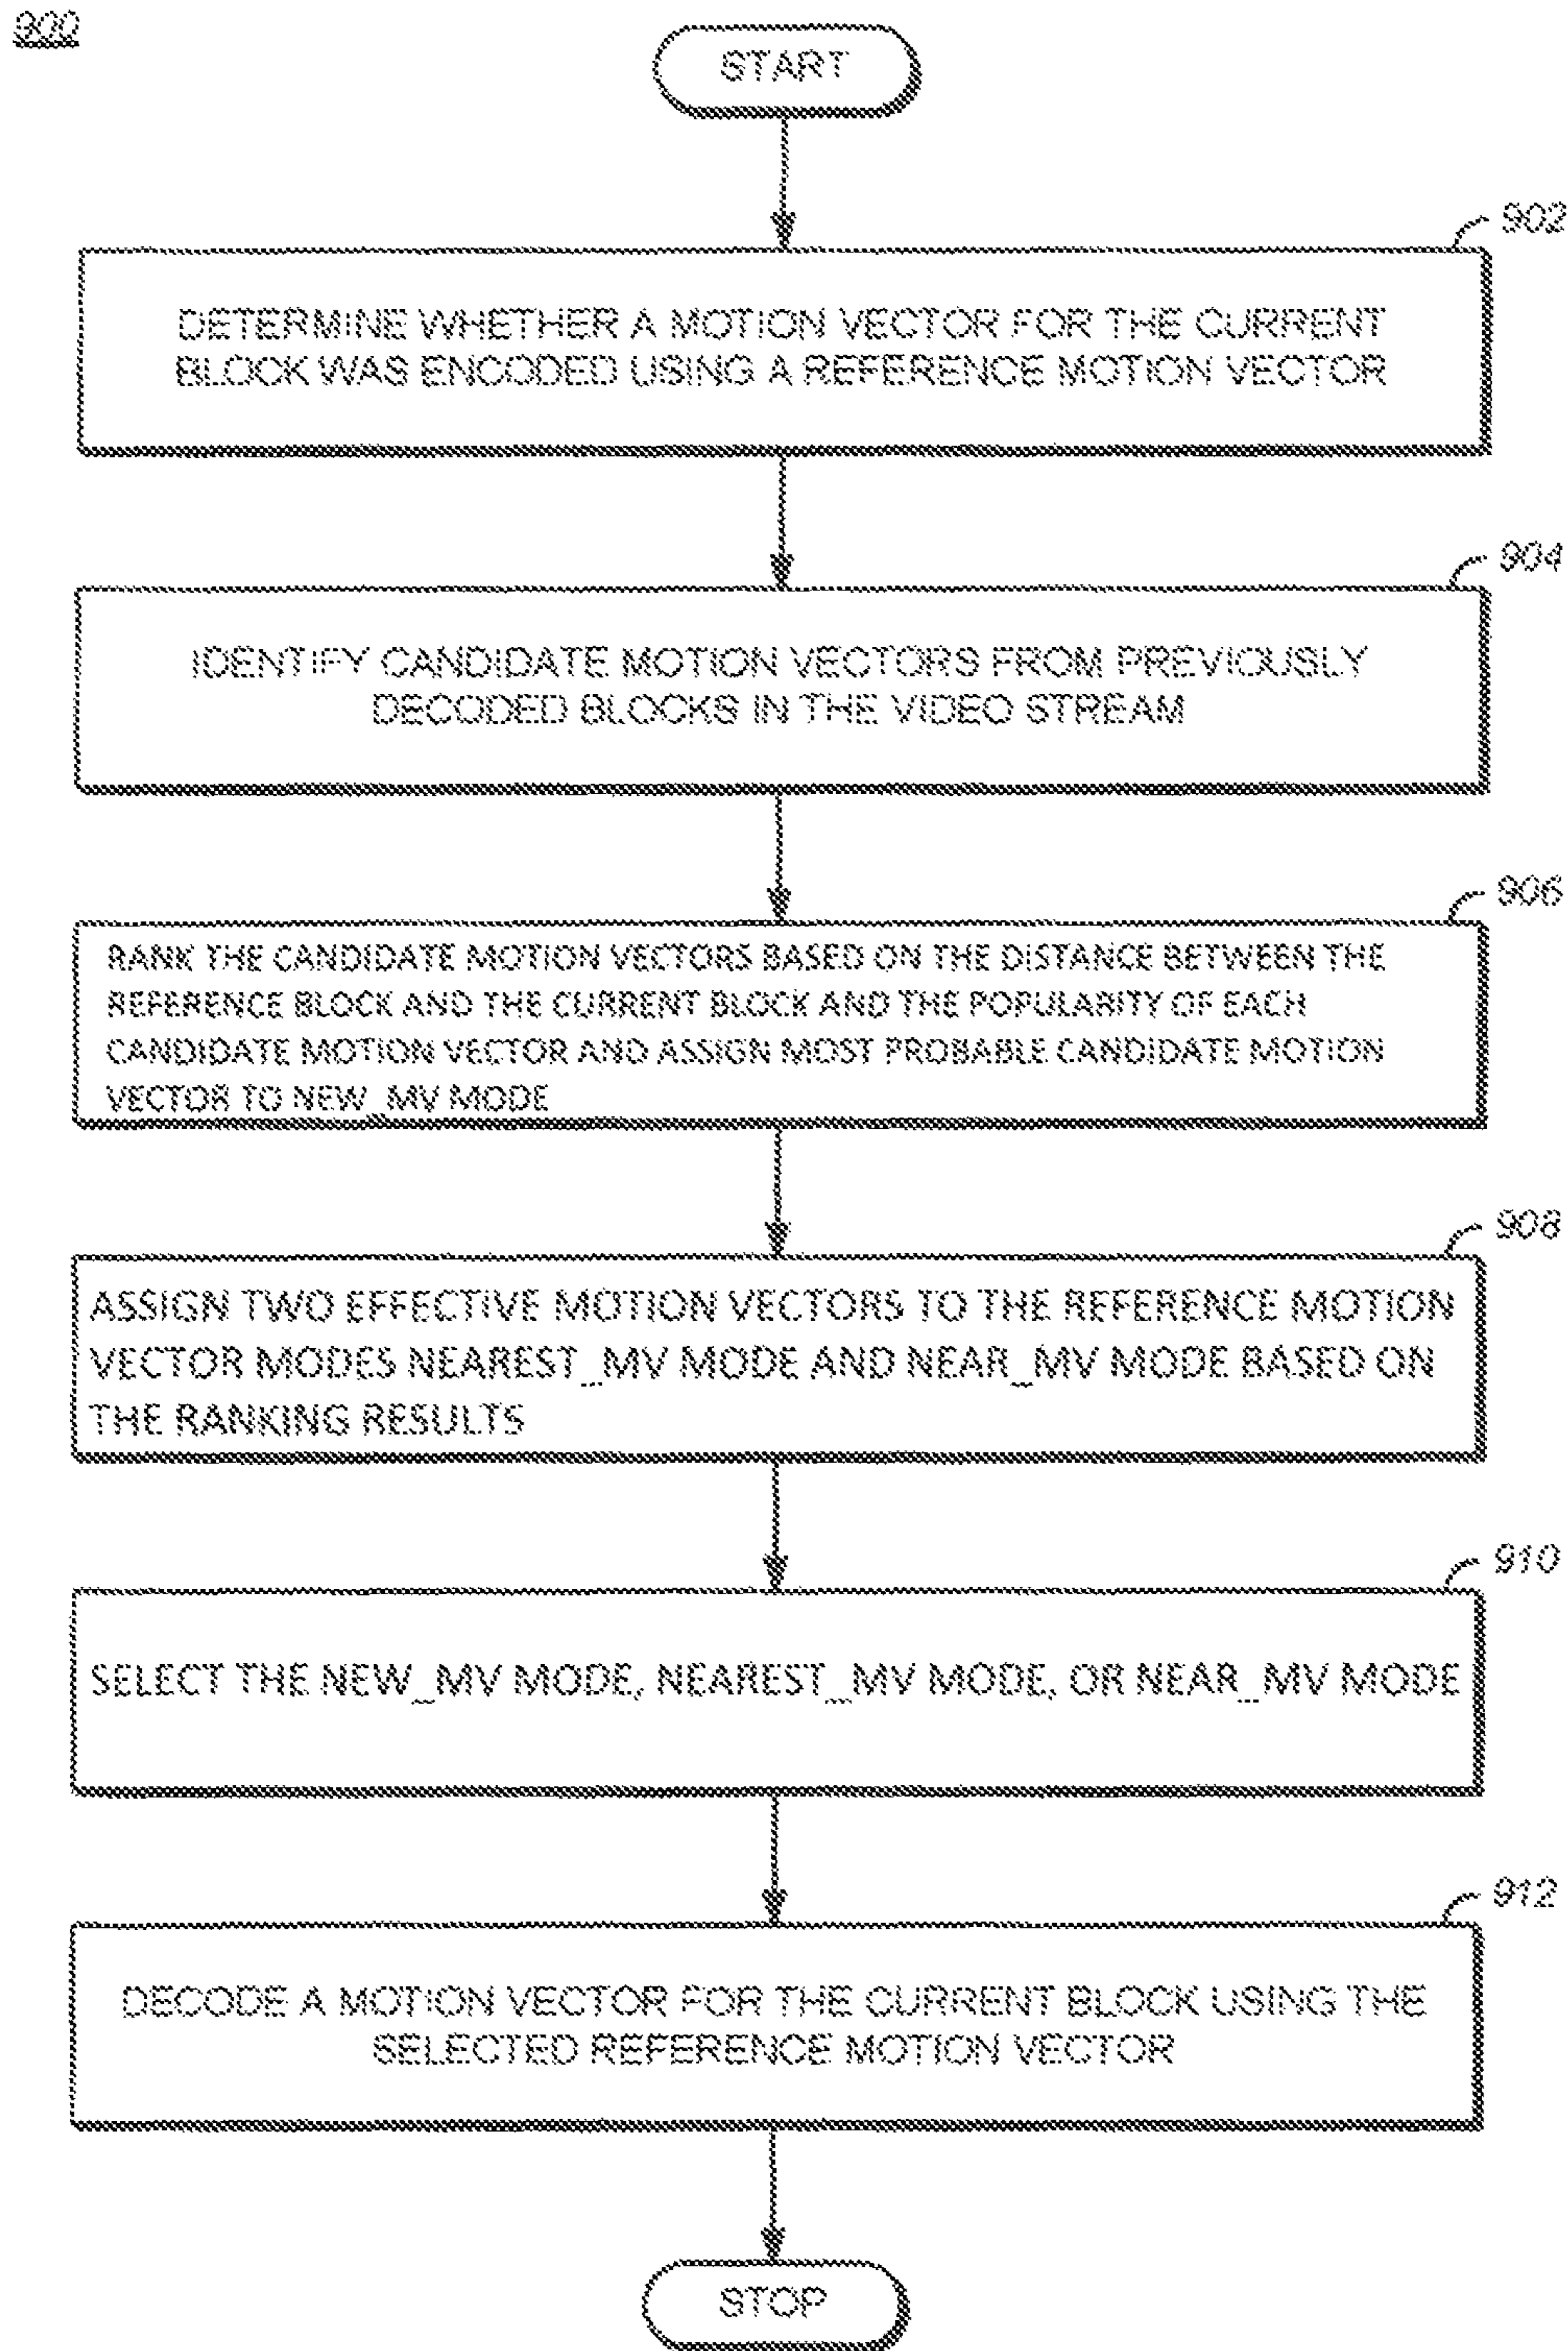 900
START
902
DETERMINE WHETHER A MOTION VECTOR FOR THE CURRENT
BLOCK WAS ENCODED USING A REFERENCE MOTION VECTOR
904
IDENTIFY CANDIDATE MOTION VECTORS FROM PREVIOUSLY
DECODED BLOCKS IN THE VIDEO STREAM
906
RANK THE CANDIDATE MOTION VECTORS BASED ON THE DISTANCE BETWEEN THE
REFERENCE BLOCK AND THE CURRENT BLOCK AND THE POPULARITY OF EACH
CANDIDATE MOTION VECTOR AND ASSIGN MOST PROBABLE CANDIDATE MOTION
VECTOR TO NEW_MV MODE
908
ASSIGN TWO EFFECTIVE MOTION VECTORS TO THE REFERENCE MOTION
VECTOR MODES NEAREST_MV MODE AND NEAR_MV MODE BASED ON
THE RANKING RESULTS
910
SELECT THE NEW_MV MODE, NEAREST_MV MODE, OR NEAR_MV MODE
912
DECODE A MOTION VECTOR FOR THE CURRENT BLOCK USING THE
SELECTED REFERENCE MOTION VECTOR
STOP